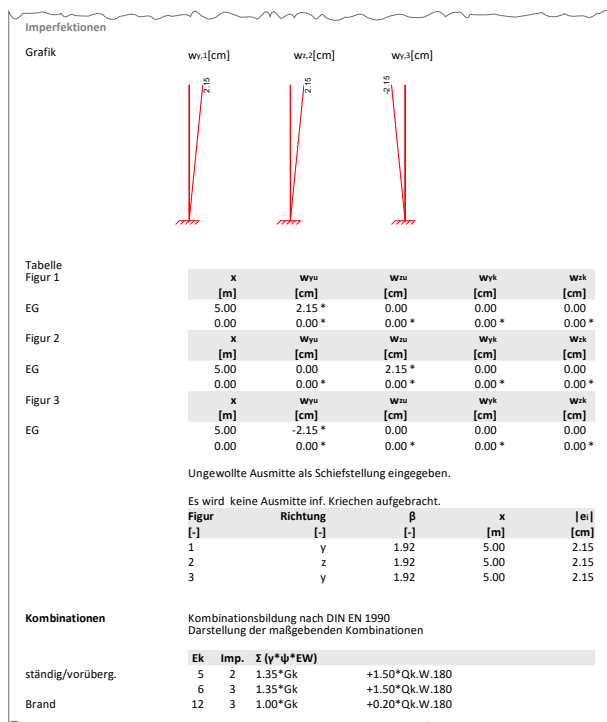 Imperfektionen
Grafik
wy,1[cm] wz,2[cm] wy,3[cm]
2.15 2.15 -2.15
Tabelle
Figur 1 x wyu wzu wyk wzk
[m] [cm] [cm] [cm] [cm]
EG 5.00 2.15 * 0.00 0.00 0.00
0.00 0.00 * 0.00 * 0.00 * 0.00 *
Figur 2 x wyu wzu wyk wzk
[m] [cm] [cm] [cm] [cm]
EG 5.00 0.00 2.15 * 0.00 0.00
0.00 0.00 * 0.00 * 0.00 * 0.00 *
Figur 3 x wyu wzu wyk wzk
[m] [cm] [cm] [cm] [cm]
EG 5.00 -2.15 * 0.00 0.00 0.00
0.00 0.00 * 0.00 * 0.00 * 0.00 *
Ungewollte Ausmitte als Schiefstellung eingegeben.
Es wird keine Ausmitte inf. Kriechen aufgebracht.
Figur Richtung β x |ei|
[-] [-] [-] [m] [cm]
1 y 1.92 5.00 2.15
2 z 1.92 5.00 2.15
3 y 1.92 5.00 2.15
Kombinationen Kombinationsbildung nach DIN EN 1990
Darstellung der maßgebenden Kombinationen
Ek Imp. Σ (γ*ψ*EW)
ständig/vorüberg. 5 2 1.35*Gk +1.50*Qk.W.180
6 3 1.35*Gk +1.50*Qk.W.180
Brand 12 3 1.00*Gk +0.20*Qk.W.180